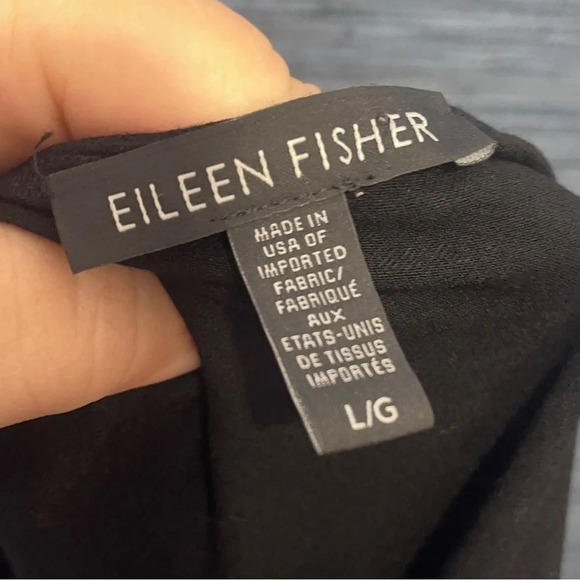 EILEEN FISHER
MADE IN
USA OF
IMPORTED
FABRIC/
FABRIQUÉ
AUX
ETATS-UNIS
DE TISSUS
IMPORTÉS
L/G